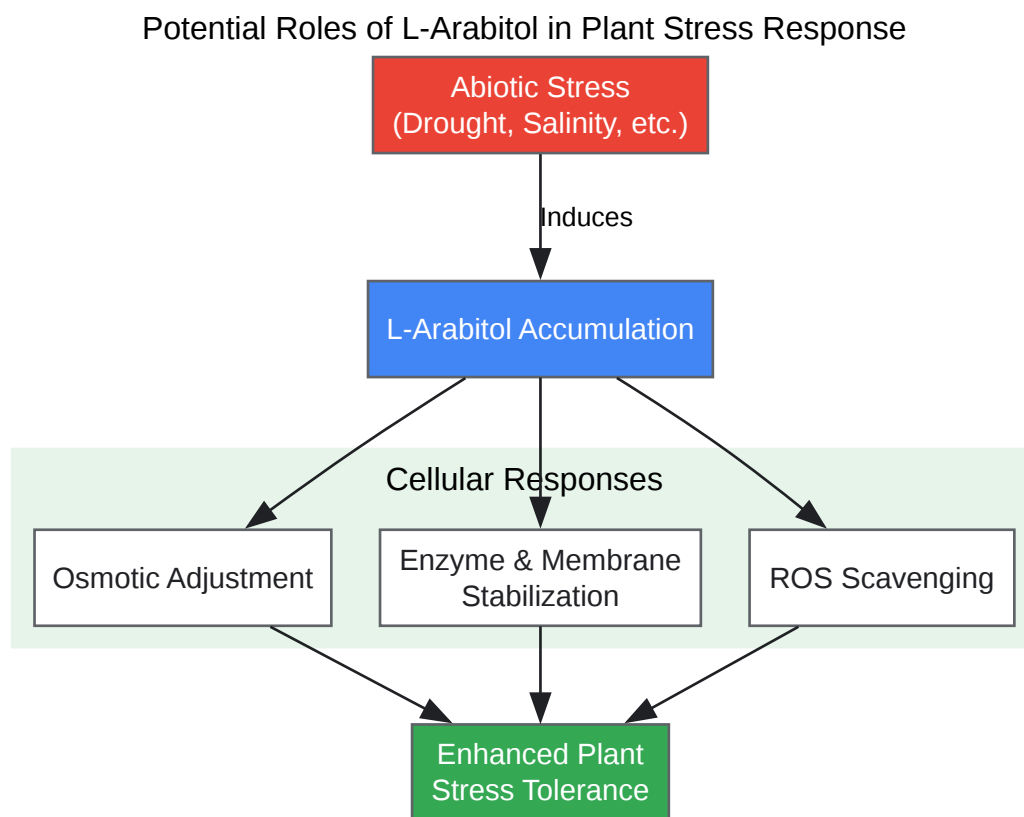 Potential Roles of L-Arabitol in Plant Stress Response
Abiotic Stress
(Drought, Salinity, etc.)
Induces
L-Arabitol Accumulation
Cellular Responses
Osmotic Adjustment
Enzyme & Membrane
Stabilization
ROS Scavenging
Enhanced Plant
Stress Tolerance